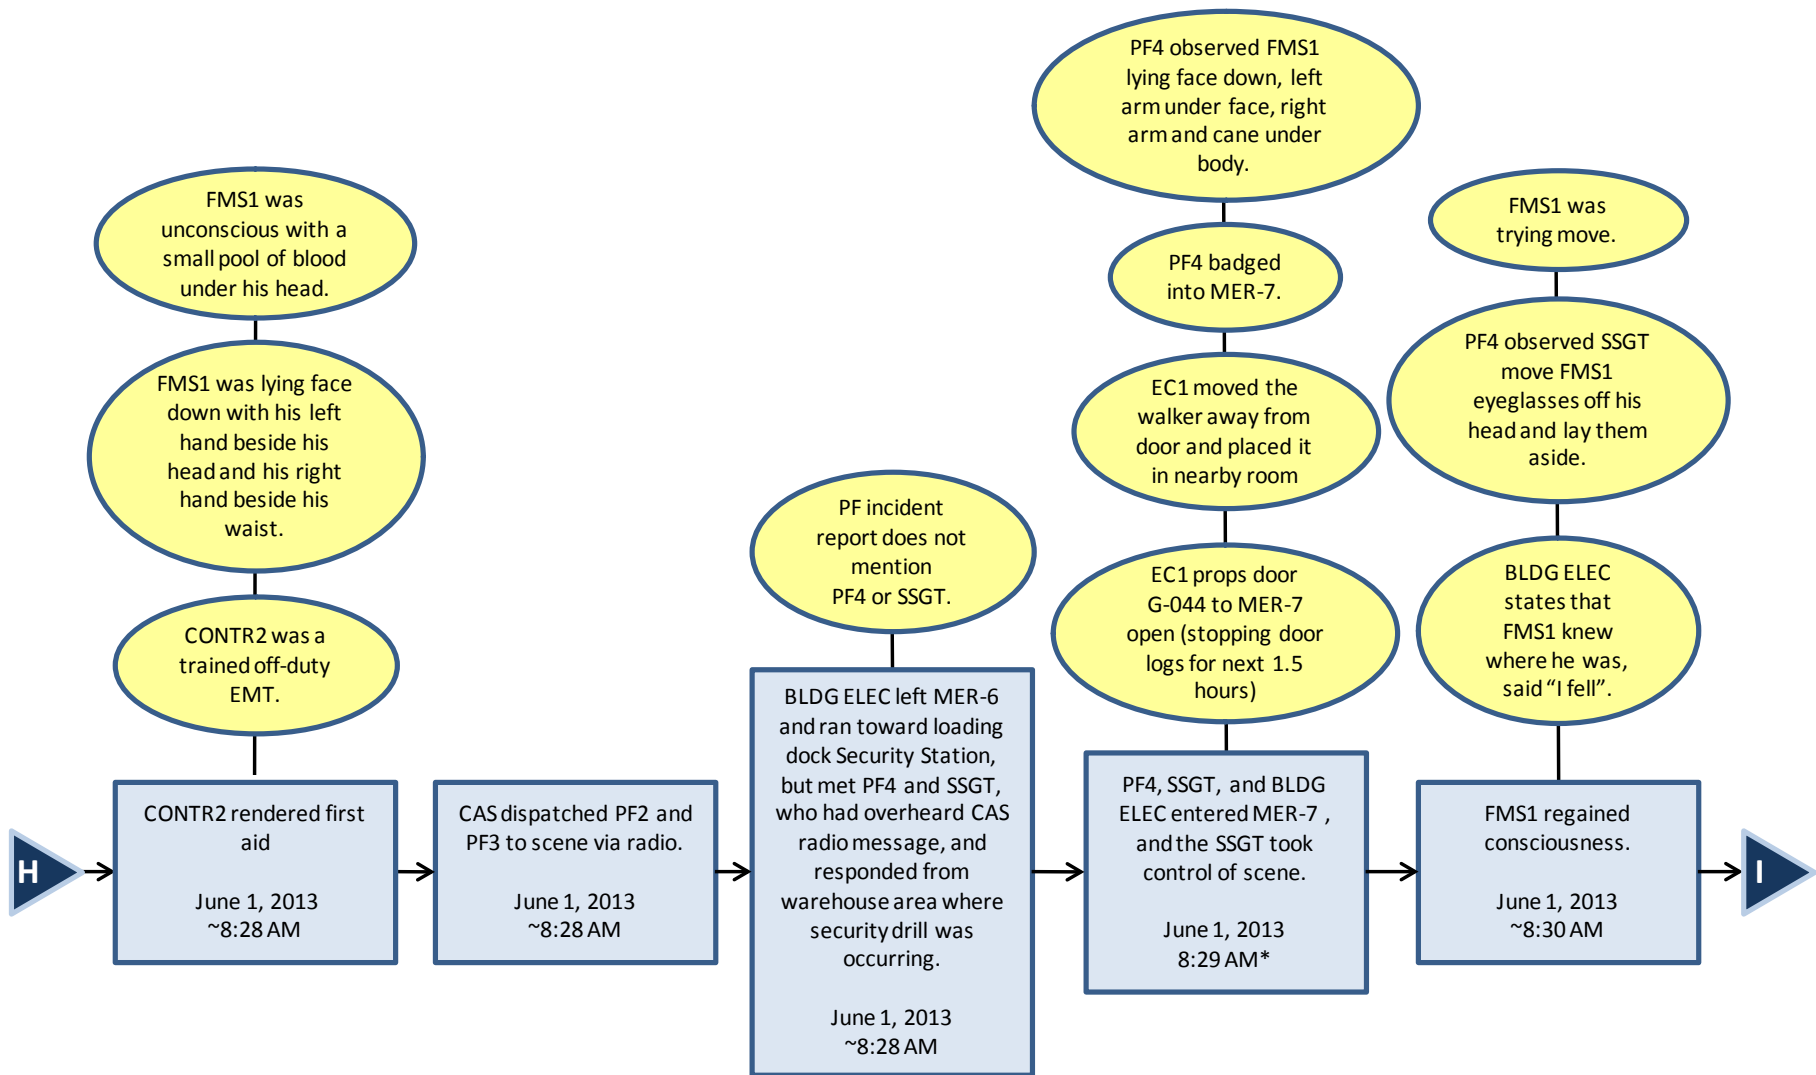 FMS1 was
unconscious with a
small pool of blood
under his head.
FMS1 was lying face
down with his left
hand beside his
head and his right
hand beside his
waist.
CONTR2 was a
trained off-duty
EMT.
PF incident
report does not
mention
PF4 or SSGT.
PF4 observed FMS1
lying face down, left
arm under face, right
arm and cane under
body.
PF4 badged
into MER-7.
EC1 moved the
walker away from
door and placed it
in nearby room
EC1 props door
G-044 to MER-7
open (stopping door
logs for next 1.5
hours)
FMS1 was
trying move.
PF4 observed SSGT
move FMS1
eyeglasses off his
head and lay them
aside.
BLDG ELEC
states that
FMS1 knew
where he was,
said “I fell”.
H
CONTR2 rendered first
aid
June 1, 2013
~8:28 AM
CAS dispatched PF2 and
PF3 to scene via radio.
June 1, 2013
~8:28 AM
BLDG ELEC left MER-6
and ran toward loading
dock Security Station,
but met PF4 and SSGT,
who had overheard CAS
radio message, and
responded from
warehouse area where
security drill was
occurring.
June 1, 2013
~8:28 AM
PF4, SSGT, and BLDG
ELEC entered MER-7 ,
and the SSGT took
control of scene.
June 1, 2013
8:29 AM*
FMS1 regained
consciousness.
June 1, 2013
~8:30 AM
I